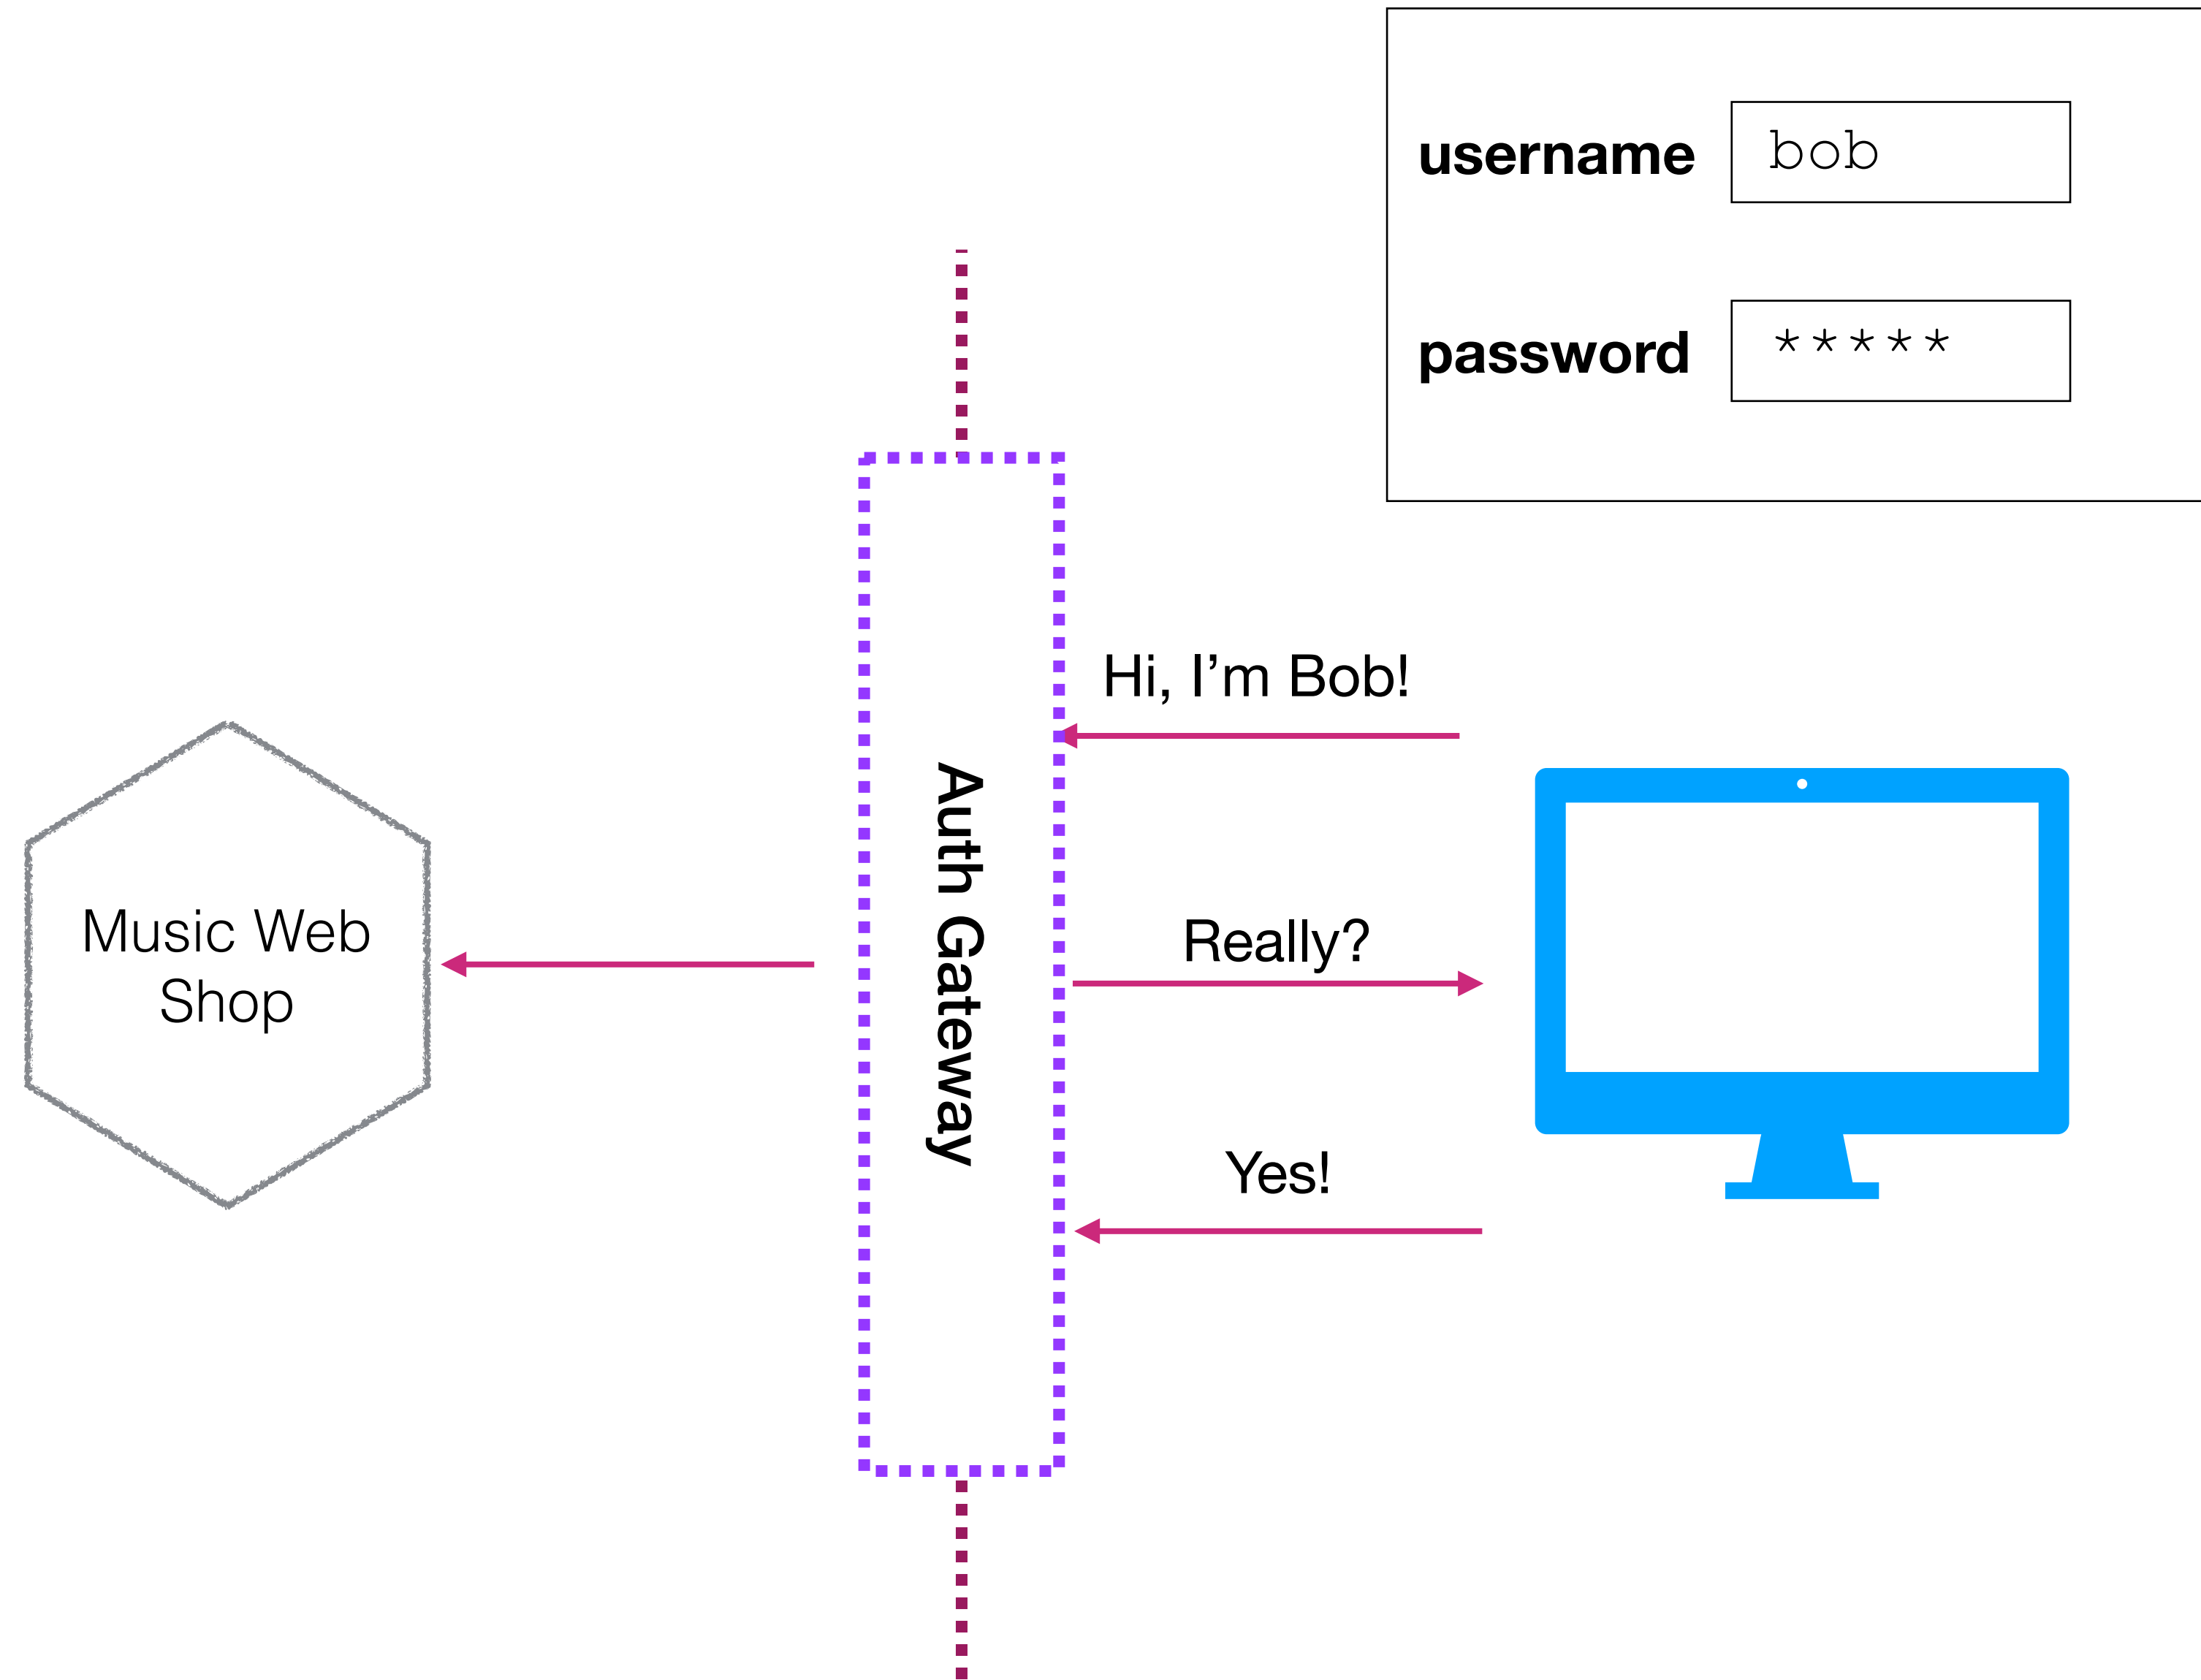 username bob
password *****
Hi, I’m Bob!
Auth Gateway
Music Web
Shop
Really?
Yes!